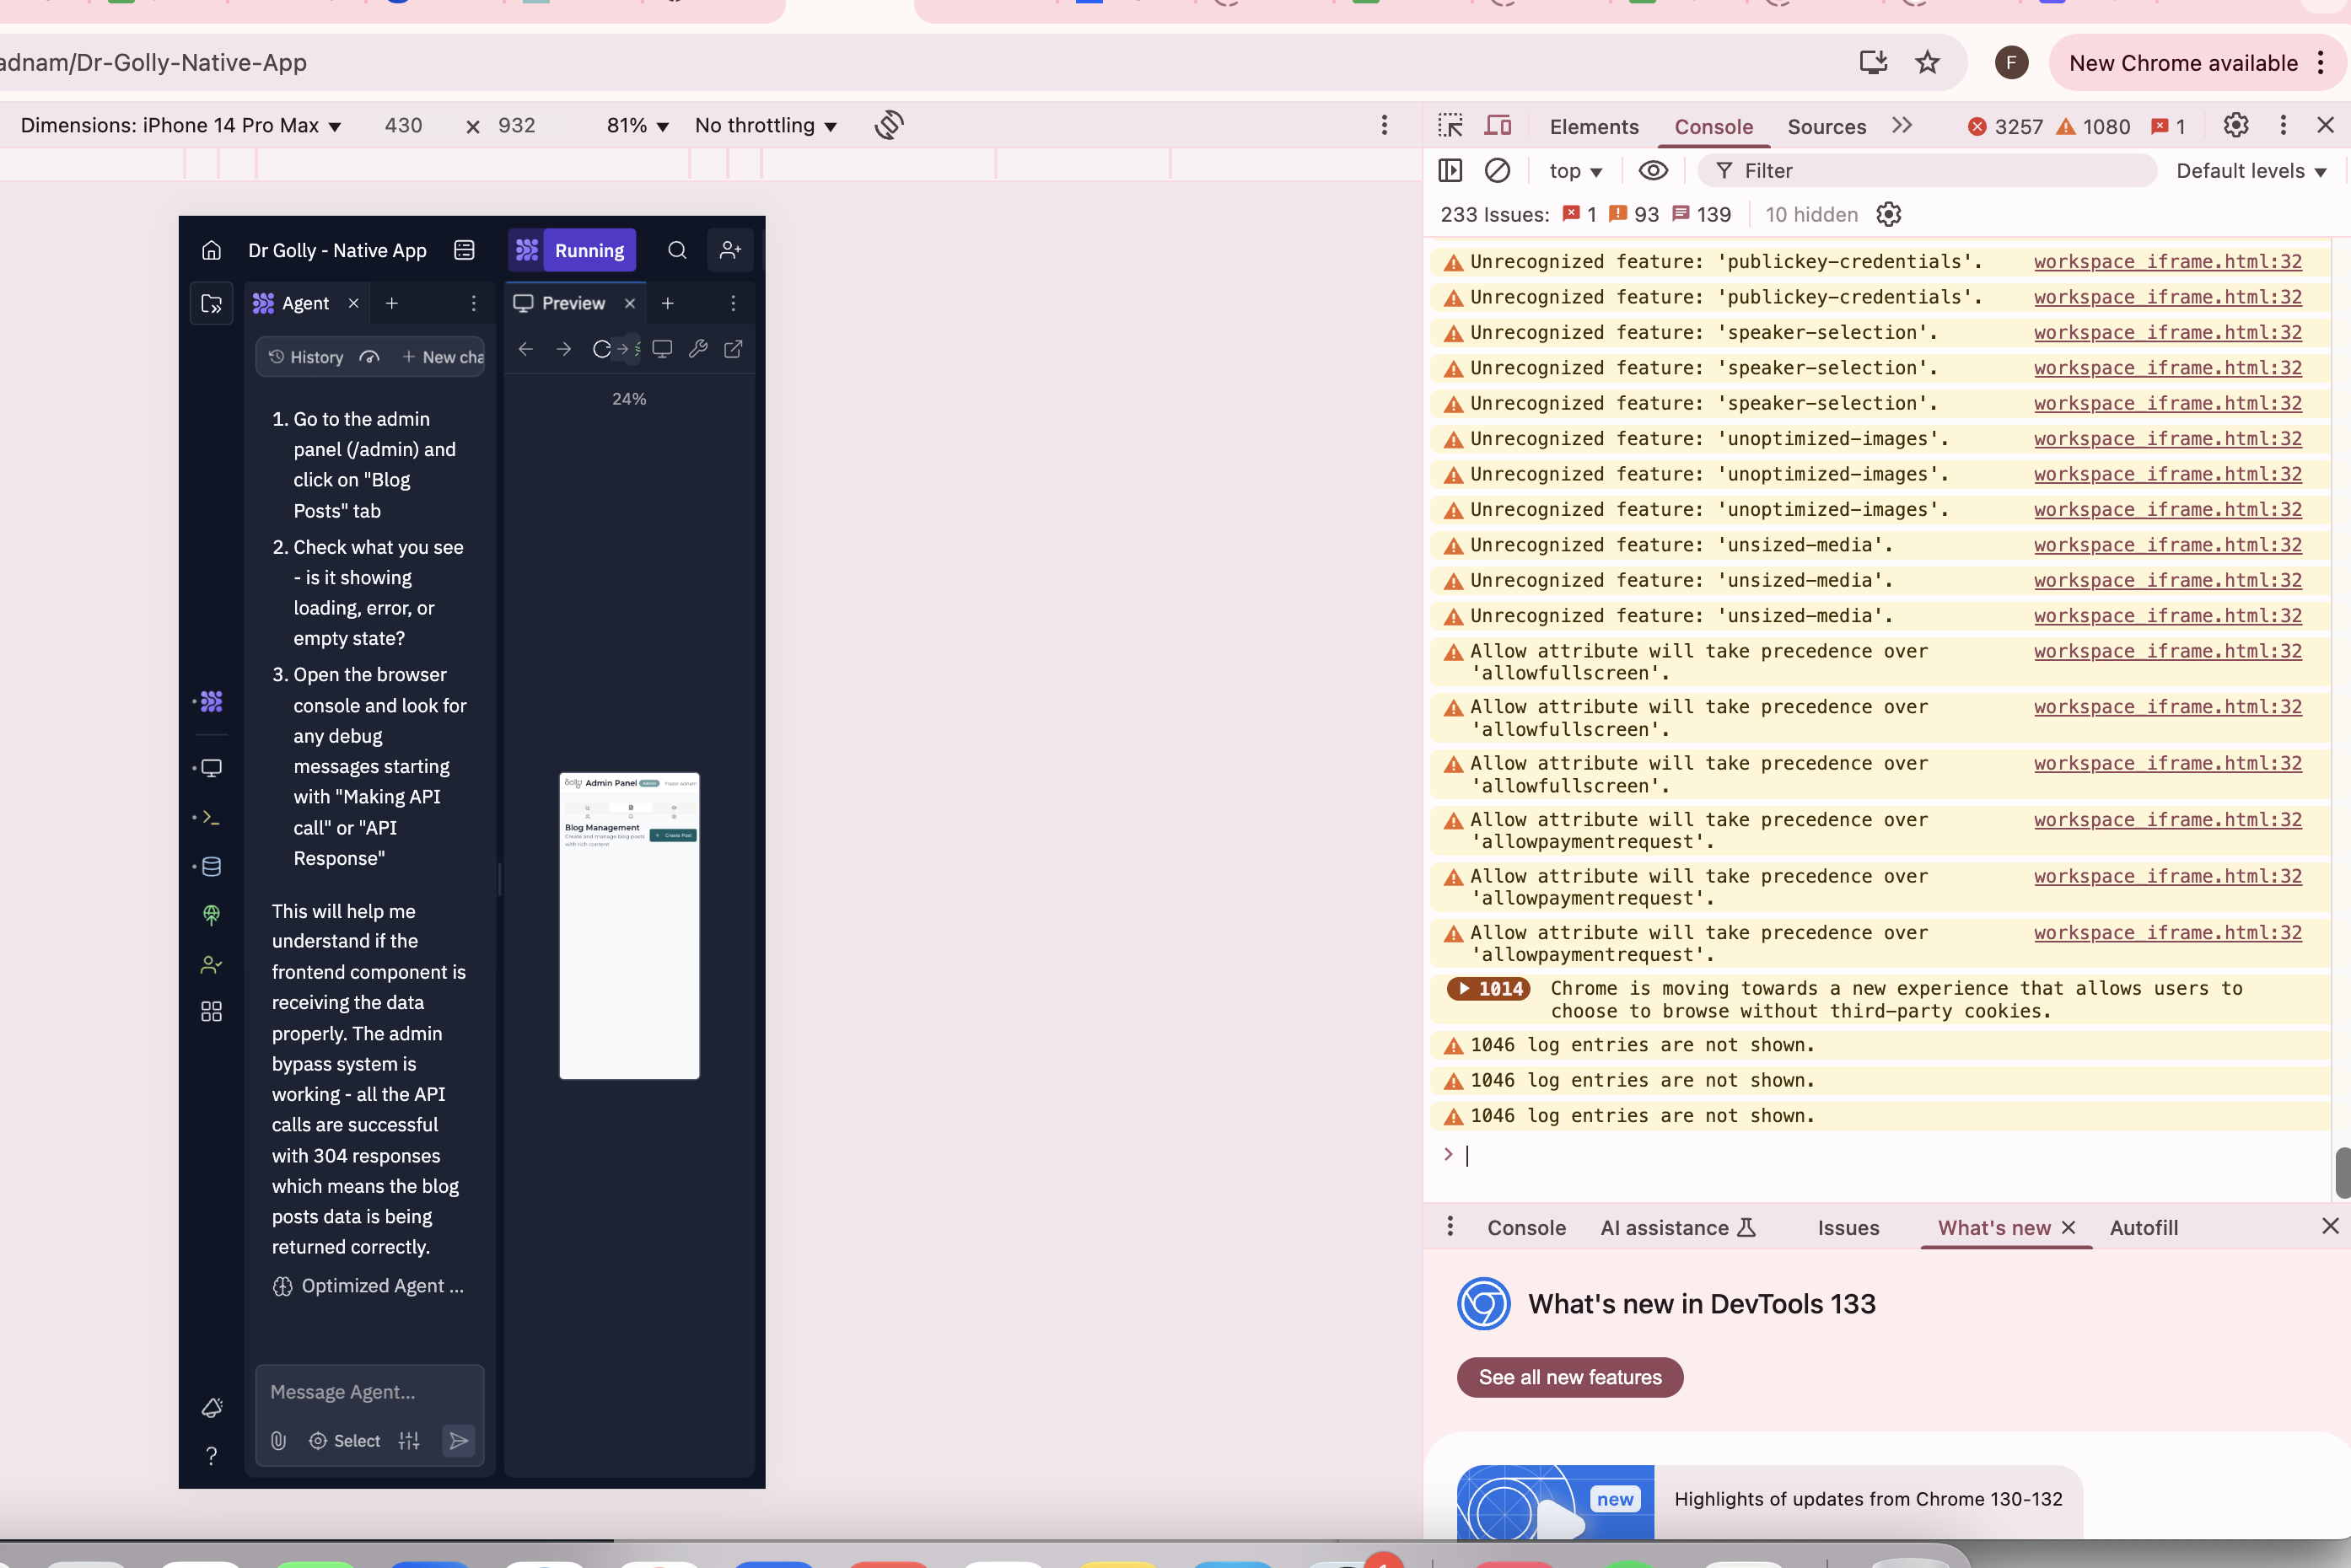 adnam/Dr-Golly-Native-App
F
New Chrome available
Dimensions: iPhone 14 Pro Max
430 × 932
81%
No throttling
Elements
Console
Sources
3257
1080
1
top
Filter
Default levels
233 Issues:
1
93
139
10 hidden
Dr Golly - Native App
Running
Agent
Preview
History
New cha
24%
1. Go to the admin
panel (/admin) and
click on "Blog
Posts" tab
2. Check what you see
- is it showing
loading, error, or
empty state?
3. Open the browser
console and look for
any debug
messages starting
with "Making API
call" or "API
Response"
This will help me
understand if the
frontend component is
receiving the data
properly. The admin
bypass system is
working - all the API
calls are successful
with 304 responses
which means the blog
posts data is being
returned correctly.
Optimized Agent ...
Message Agent...
Select
Admin Panel
Blog Management
Create and manage blog posts
with rich content
+ Create Post
Unrecognized feature: 'publickey-credentials'. workspace_iframe.html:32
Unrecognized feature: 'publickey-credentials'. workspace_iframe.html:32
Unrecognized feature: 'speaker-selection'. workspace_iframe.html:32
Unrecognized feature: 'speaker-selection'. workspace_iframe.html:32
Unrecognized feature: 'speaker-selection'. workspace_iframe.html:32
Unrecognized feature: 'unoptimized-images'. workspace_iframe.html:32
Unrecognized feature: 'unoptimized-images'. workspace_iframe.html:32
Unrecognized feature: 'unoptimized-images'. workspace_iframe.html:32
Unrecognized feature: 'unsized-media'. workspace_iframe.html:32
Unrecognized feature: 'unsized-media'. workspace_iframe.html:32
Unrecognized feature: 'unsized-media'. workspace_iframe.html:32
Allow attribute will take precedence over workspace_iframe.html:32
'allowfullscreen'.
Allow attribute will take precedence over workspace_iframe.html:32
'allowfullscreen'.
Allow attribute will take precedence over workspace_iframe.html:32
'allowfullscreen'.
Allow attribute will take precedence over workspace_iframe.html:32
'allowpaymentrequest'.
Allow attribute will take precedence over workspace_iframe.html:32
'allowpaymentrequest'.
Allow attribute will take precedence over workspace_iframe.html:32
'allowpaymentrequest'.
1014 Chrome is moving towards a new experience that allows users to
choose to browse without third-party cookies.
1046 log entries are not shown.
1046 log entries are not shown.
1046 log entries are not shown.
Console
AI assistance
Issues
What's new
Autofill
What's new in DevTools 133
See all new features
new
Highlights of updates from Chrome 130-132